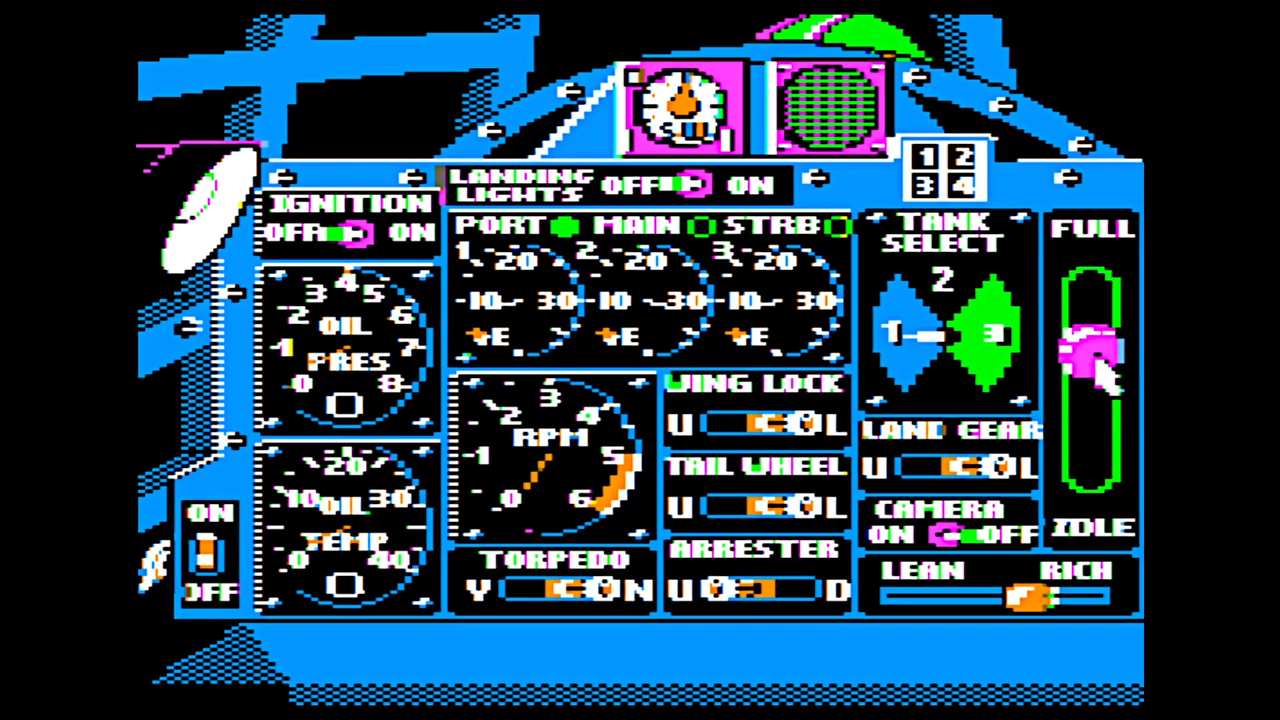 1 2
3 4
LANDING
LIGHTS OFF ON
IGNITION
OFF ON
PORT MAIN STRB
1 20 2 20 3 20
10 30 10 30 10 30
E E E
TANK
SELECT
2
1 3
FULL
IDLE
0 1 2 3 4 5 6 7 8
OIL
PRES
0 10 20 30 40
OIL
TEMP
0 1 2 3 4 5 6
RPM
WING LOCK
U L
TAIL WHEEL
U L
ARRESTER
U D
LAND GEAR
U L
CAMERA
ON OFF
LEAN RICH
TORPEDO
Y N
ON
OFF